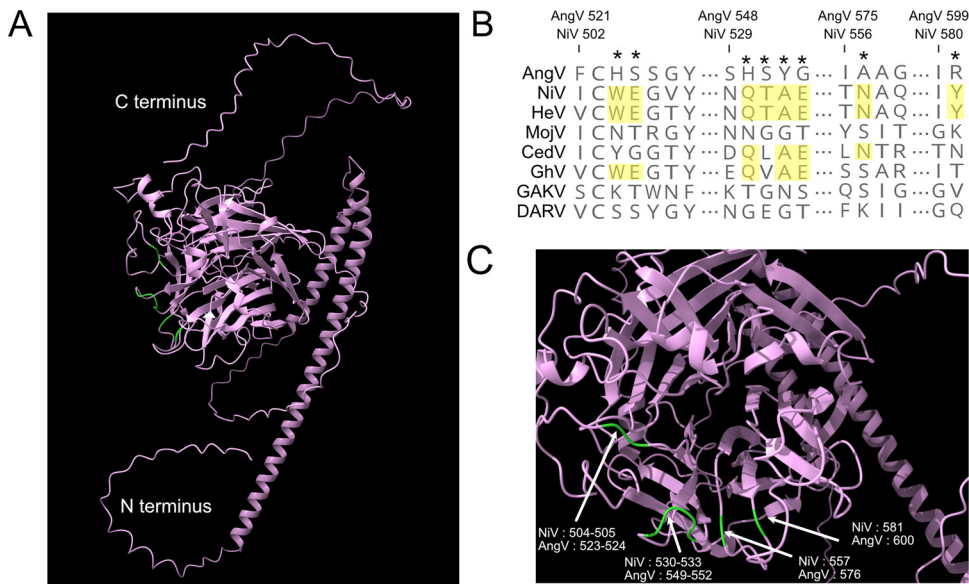 A
C terminus
N terminus
B
AngV 521 AngV 548 AngV 575 AngV 599
NiV 502 NiV 529 NiV 556 NiV 580
* * * * * * * *
AngV F C H S S G Y ··· S H S Y G ··· I A A G ··· I R
NiV I C W E G V Y ··· N Q T A E ··· T N A Q ··· I Y
HeV V C W E G T Y ··· N Q T A E ··· T N A Q ··· I Y
MojV I C N T R G Y ··· N N G G T ··· Y S I T ··· G K
CedV I C Y G G T Y ··· D Q L A E ··· L N T R ··· T N
GhV V C W E G T Y ··· E Q V A E ··· S S A R ··· I T
GAKV S C K T W N F ··· K T G N S ··· Q S I G ··· G V
DARV V C S S Y G Y ··· N G E G T ··· F K I I ··· G Q
C
NiV : 504-505
AngV : 523-524
NiV : 530-533
AngV : 549-552
NiV : 557
AngV : 576
NiV : 581
AngV : 600